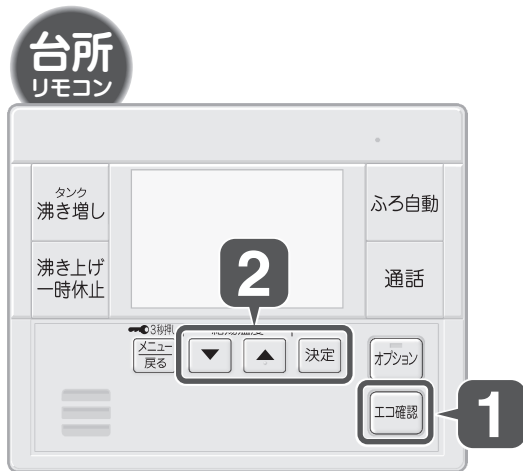 台所
リモコン
タンク
沸き増し
ふろ自動
沸き上げ
一時休止
通話
2
3秒押
メニュー
戻る
▼
▲
決定
オプション
エコ確認
1